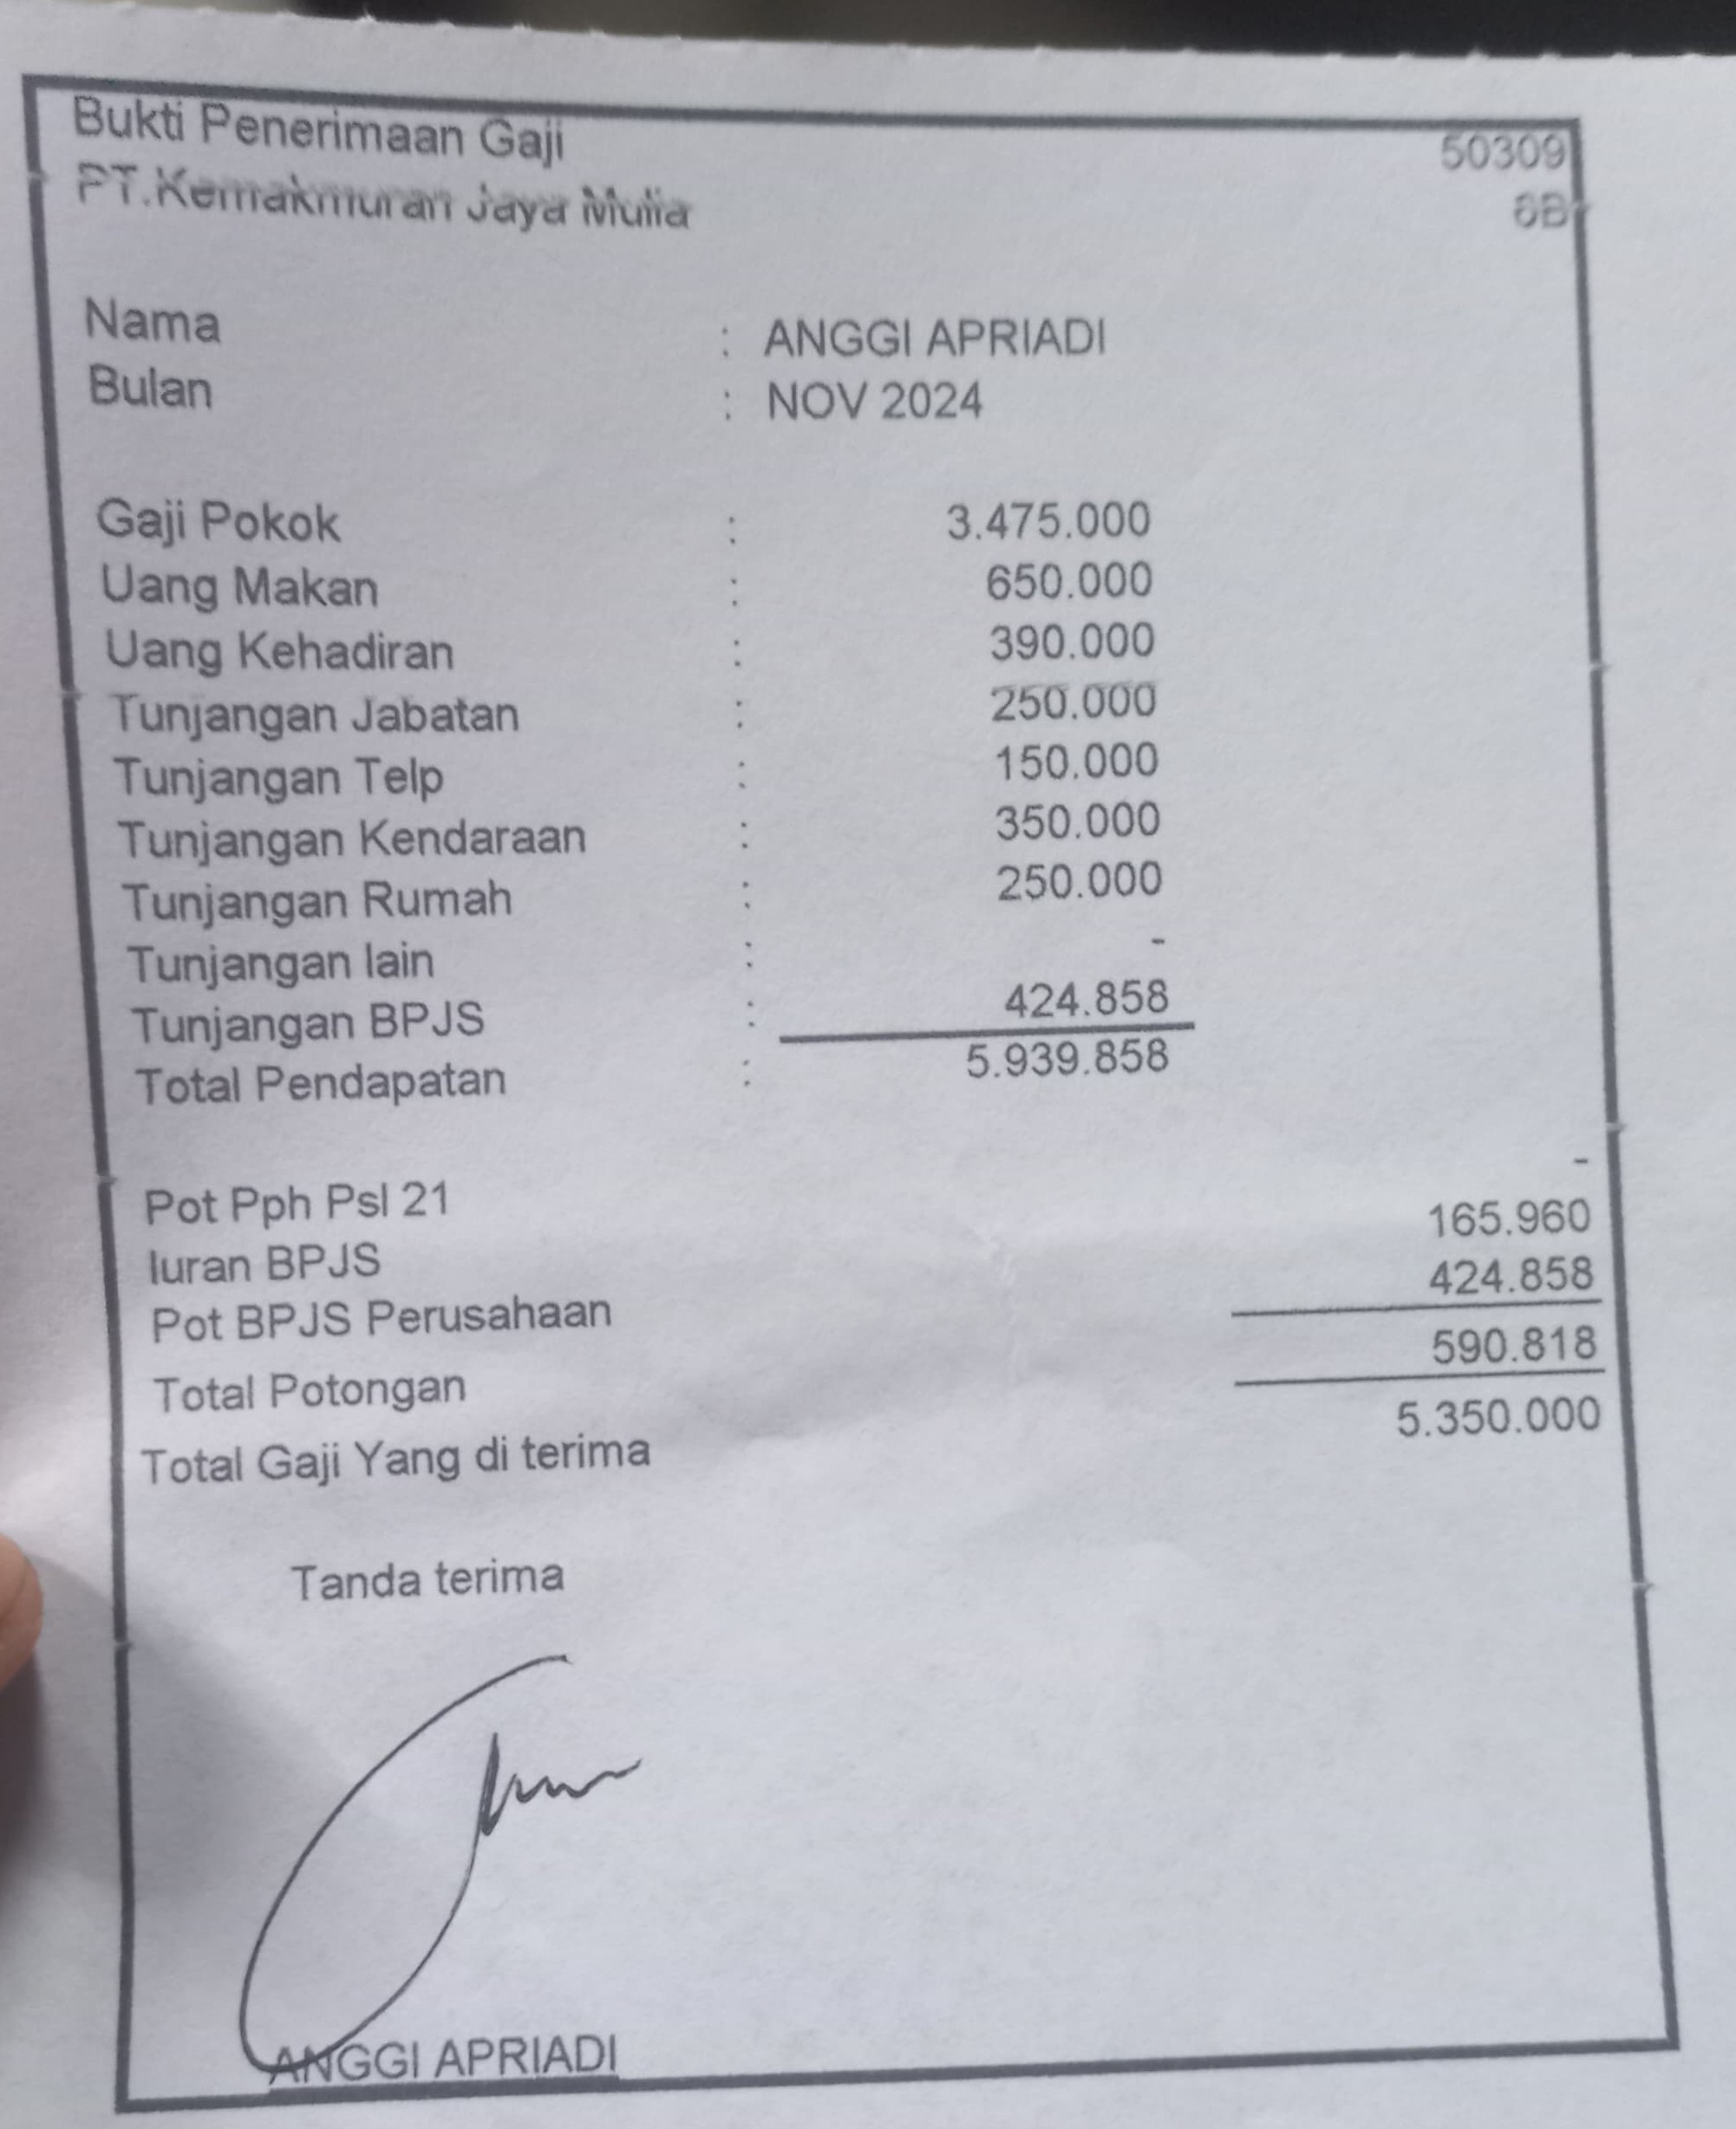 Bukti Penerimaan Gaji 50309
PT.Kemakmuran Jaya Mulia 6B
Nama : ANGGI APRIADI
Bulan : NOV 2024
Gaji Pokok : 3.475.000
Uang Makan : 650.000
Uang Kehadiran : 390.000
Tunjangan Jabatan : 250.000
Tunjangan Telp : 150.000
Tunjangan Kendaraan : 350.000
Tunjangan Rumah : 250.000
Tunjangan lain : -
Tunjangan BPJS : 424.858
Total Pendapatan : 5.939.858
Pot Pph Psl 21 -
Iuran BPJS 165.960
Pot BPJS Perusahaan 424.858
Total Potongan 590.818
Total Gaji Yang di terima 5.350.000
Tanda terima
ANGGI APRIADI